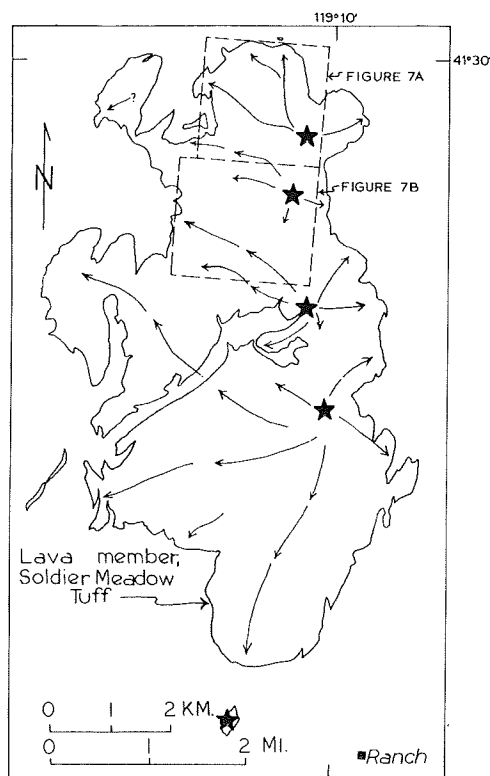 119°10'
41°30'
FIGURE 7A
?
N
FIGURE 7B
Lava member,
Soldier Meadow
Tuff
0 1 2 KM.
0 1 2 MI.
Ranch